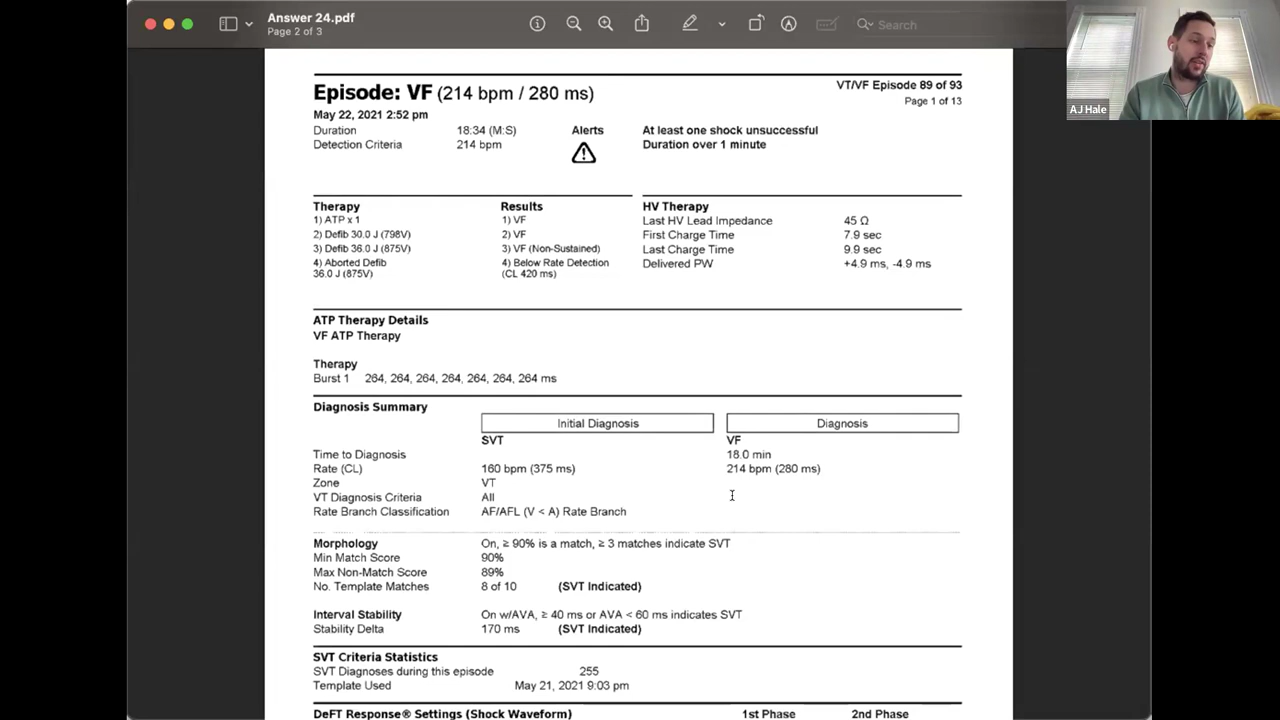 Answer 24.pdf
Page 2 of 3
Search
AJ Hale
Episode: VF (214 bpm / 280 ms)
VT/VF Episode 89 of 93
Page 1 of 13
May 22, 2021 2:52 pm
Duration 18:34 (M:S) Alerts At least one shock unsuccessful
Detection Criteria 214 bpm Duration over 1 minute
Therapy Results HV Therapy
1) ATP x 1 1) VF Last HV Lead Impedance 45 Ω
2) Defib 30.0 J (798V) 2) VF First Charge Time 7.9 sec
3) Defib 36.0 J (875V) 3) VF (Non-Sustained) Last Charge Time 9.9 sec
4) Aborted Defib 4) Below Rate Detection Delivered PW +4.9 ms, -4.9 ms
36.0 J (875V) (CL 420 ms)
ATP Therapy Details
VF ATP Therapy
Therapy
Burst 1 264, 264, 264, 264, 264, 264, 264 ms
Diagnosis Summary
Initial Diagnosis Diagnosis
SVT VF
Time to Diagnosis 18.0 min
Rate (CL) 160 bpm (375 ms) 214 bpm (280 ms)
Zone VT
VT Diagnosis Criteria All
Rate Branch Classification AF/AFL (V < A) Rate Branch
Morphology On, ≥ 90% is a match, ≥ 3 matches indicate SVT
Min Match Score 90%
Max Non-Match Score 89%
No. Template Matches 8 of 10 (SVT Indicated)
Interval Stability On w/AVA, ≥ 40 ms or AVA < 60 ms indicates SVT
Stability Delta 170 ms (SVT Indicated)
SVT Criteria Statistics
SVT Diagnoses during this episode 255
Template Used May 21, 2021 9:03 pm
DeFT Response® Settings (Shock Waveform) 1st Phase 2nd Phase